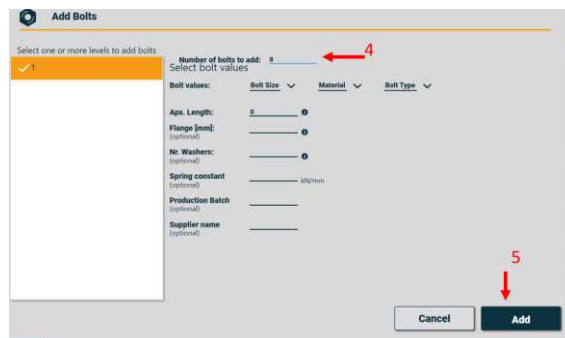 Add Bolts
Select one or more levels to add bolts
1
Number of bolts to add: 8
4
Select bolt values
Bolt values: Bolt Size Material Bolt Type
Apx. Length: 0
Flange [mm]:
(optional)
Nr. Washers:
(optional)
Spring constant kN/mm
(optional)
Production Batch
(optional)
Supplier name
(optional)
5
Cancel Add